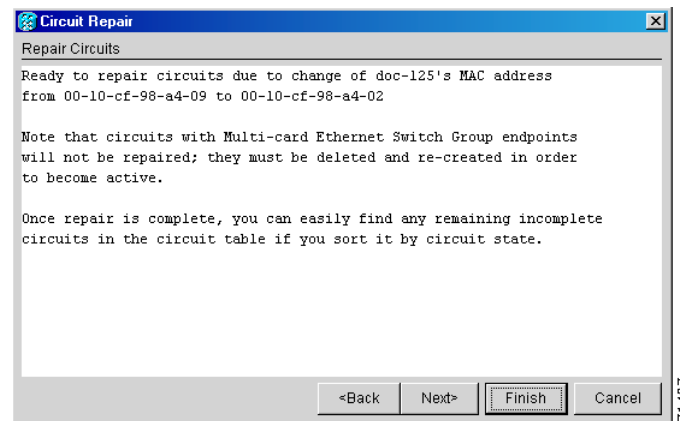 Circuit Repair
Repair Circuits
Ready to repair circuits due to change of doc-125's MAC address
from 00-10-cf-98-a4-09 to 00-10-cf-98-a4-02
Note that circuits with Multi-card Ethernet Switch Group endpoints
will not be repaired; they must be deleted and re-created in order
to become active.
Once repair is complete, you can easily find any remaining incomplete
circuits in the circuit table if you sort it by circuit state.
<Back Next> Finish Cancel